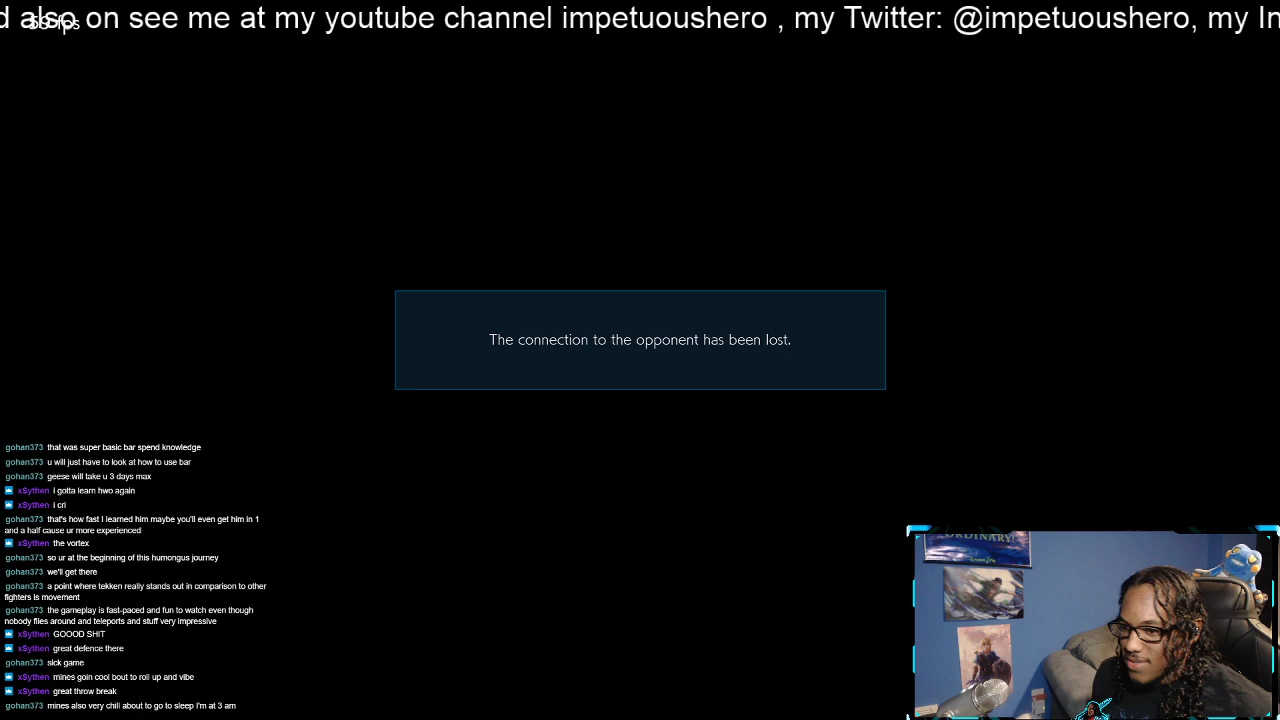 d also on see me at my youtube channel impetuoushero , my Twitter: @impetuoushero, my In
fps
The connection to the opponent has been lost.
gohan373 that was super basic bar spend knowledge
gohan373 u will just have to look at how to use bar
gohan373 geese will take u 3 days max
xSythen i gotta learn hwo again
xSythen i cri
gohan373 that's how fast I learned him maybe you'll even get him in 1
and a half cause ur more experienced
xSythen the vortex
gohan373 so ur at the beginning of this humongus journey
gohan373 we'll get there
gohan373 a point where tekken really stands out in comparison to other
fighters is movement
gohan373 the gameplay is fast-paced and fun to watch even though
nobody flies around and teleports and stuff very impressive
xSythen GOOOD SHIT
xSythen great defence there
gohan373 sick game
xSythen mines goin cool bout to roll up and vibe
xSythen great throw break
gohan373 mines also very chill about to go to sleep I'm at 3 am
ORDINARY!